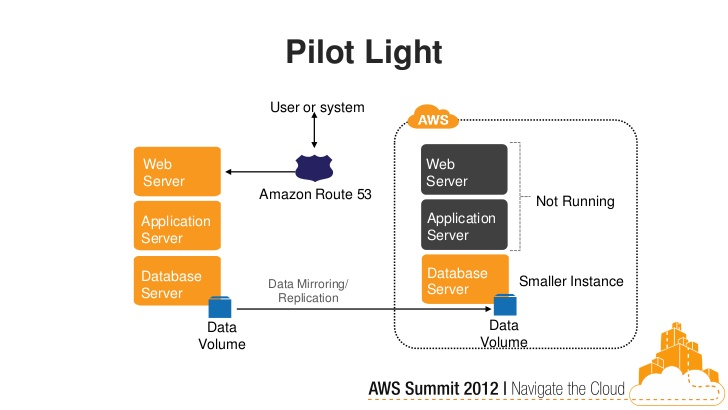 Pilot Light
User or system
AWS
Web
Server
Amazon Route 53
Web
Server
Not Running
Application
Server
Application
Server
Database
Server
Data Mirroring/
Replication
Database
Server
Smaller Instance
Data
Volume
Data
Volume
AWS Summit 2012 | Navigate the Cloud